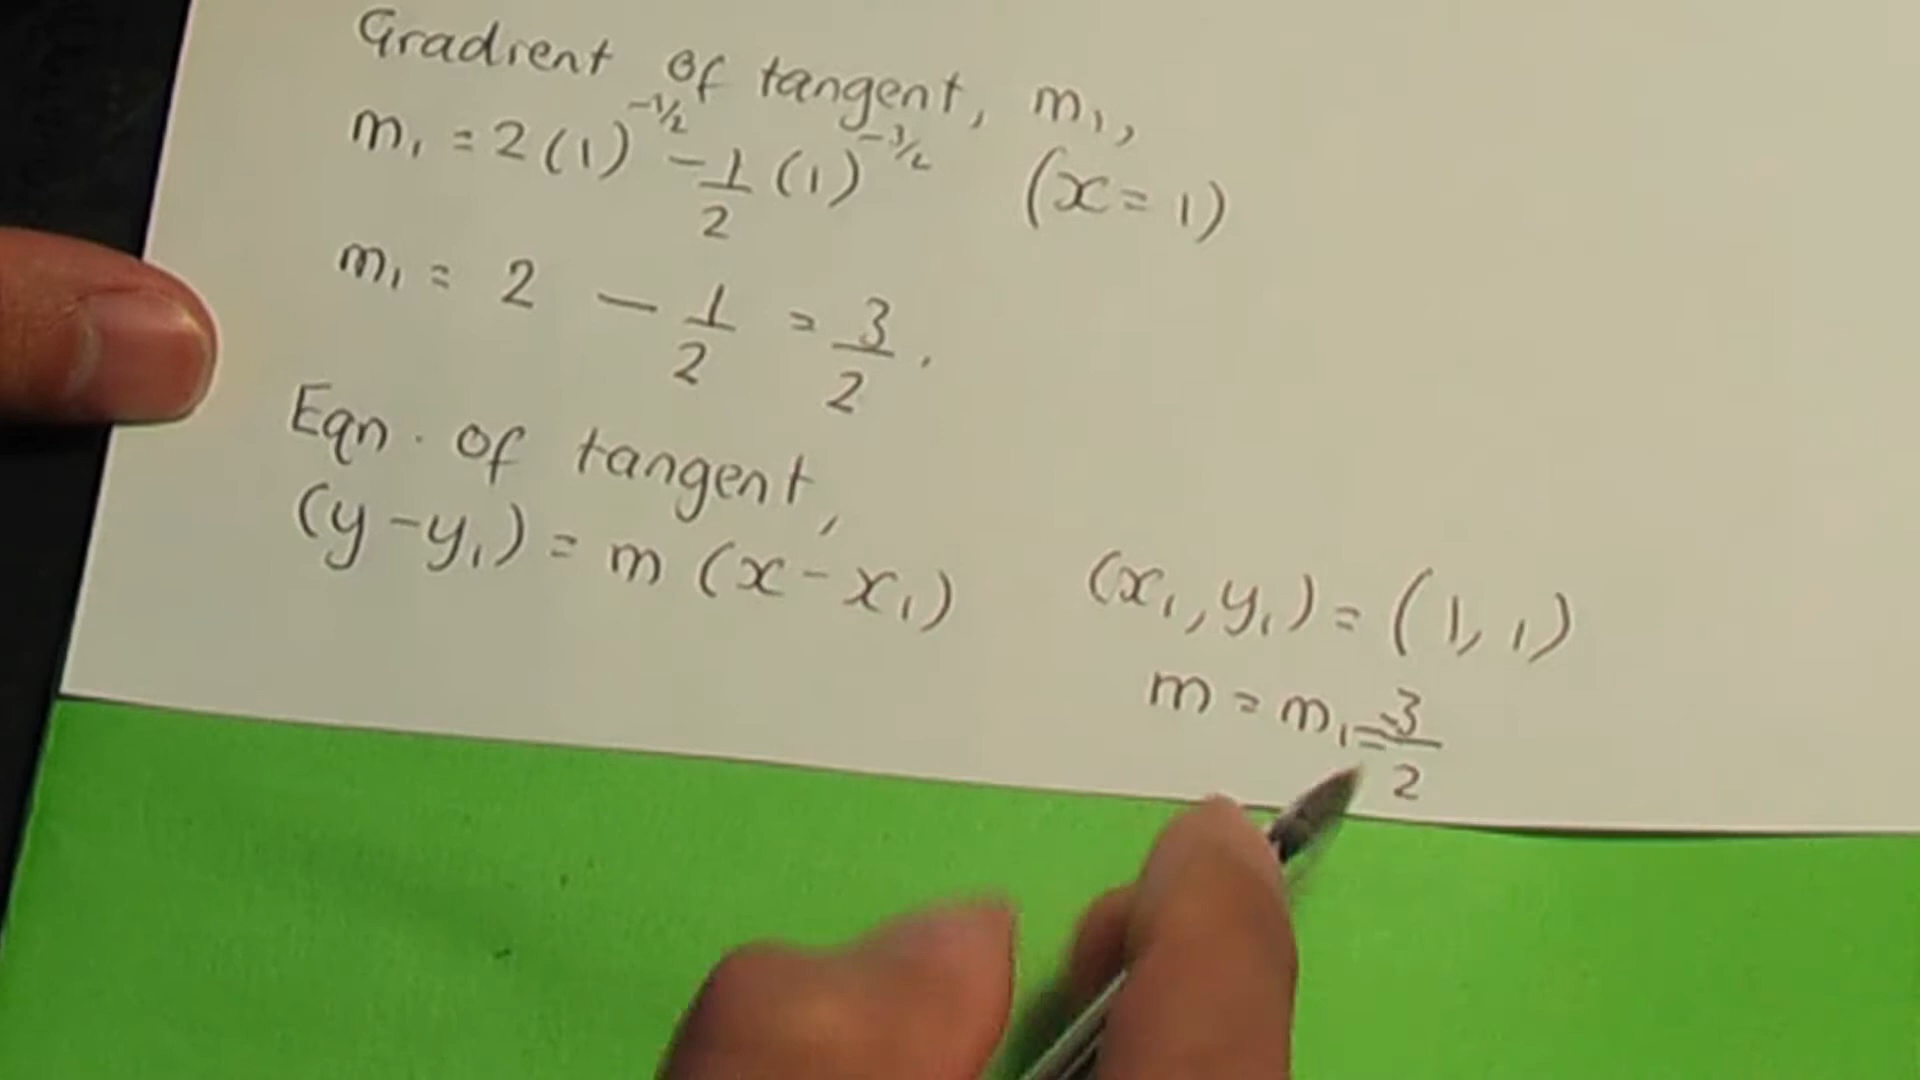 Gradient of tangent, m₁,
m₁ = 2(1)^-1/2 - 1/2 (1)^-3/2 (x = 1)
m₁ = 2 - 1/2 = 3/2.
Eqn. of tangent,
(y - y₁) = m (x - x₁) (x₁, y₁) = (1, 1)
m = m₁ = 3/2